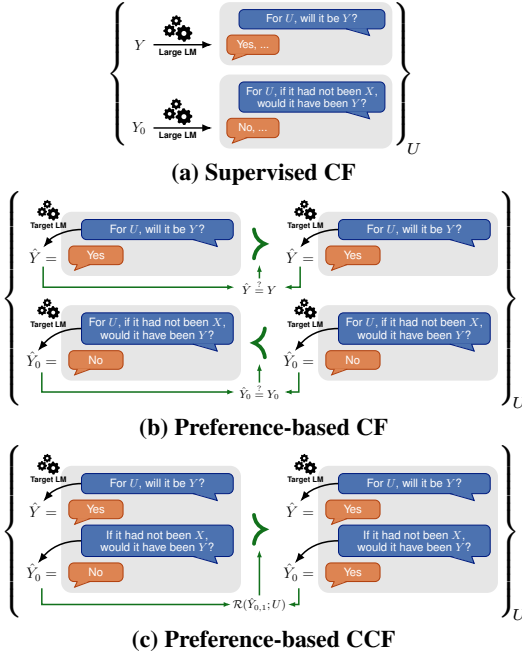 Y
Large LM
For U, will it be Y?
Yes, ...
Y₀
Large LM
For U, if it had not been X,
would it have been Y?
No, ...
U
(a) Supervised CF
Target LM
For U, will it be Y?
Ŷ =
Yes
≻
Target LM
For U, will it be Y?
Ŷ =
Yes
Ŷ ≟ Y
Target LM
For U, if it had not been X,
would it have been Y?
Ŷ₀ =
No
≺
Target LM
For U, if it had not been X,
would it have been Y?
Ŷ₀ =
No
Ŷ₀ ≟ Y₀
U
(b) Preference-based CF
Target LM
For U, will it be Y?
Ŷ =
Yes
If it had not been X,
would it have been Y?
Ŷ₀ =
No
≻
Target LM
For U, will it be Y?
Ŷ =
Yes
If it had not been X,
would it have been Y?
Ŷ₀ =
Yes
R(Ŷ₀,₁; U)
U
(c) Preference-based CCF